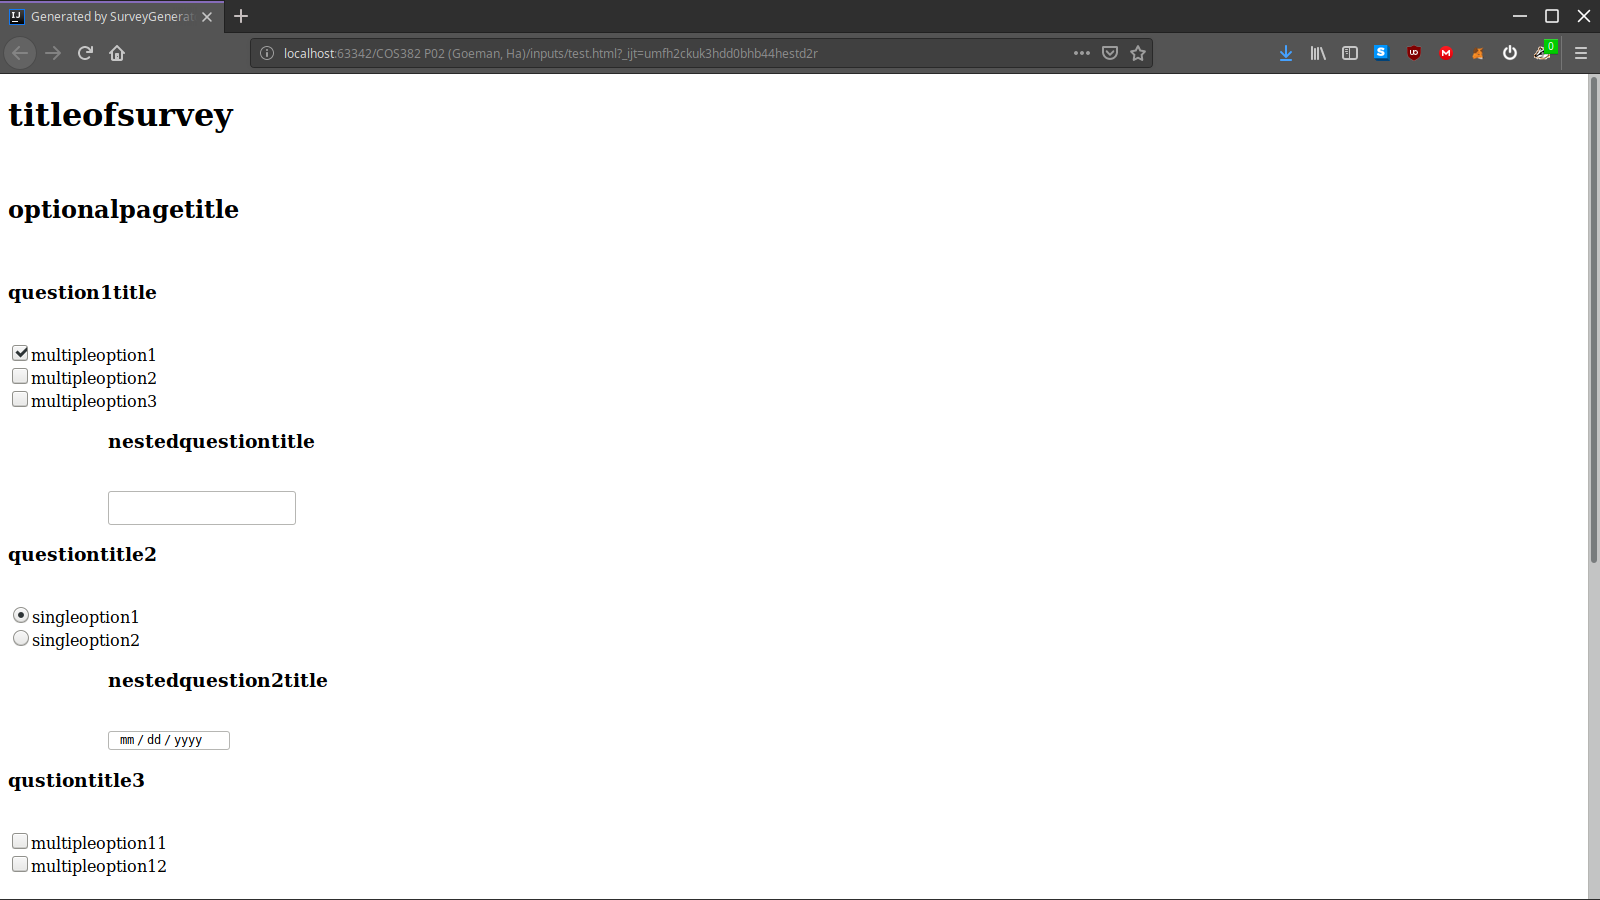 Generated by SurveyGenerat
localhost:63342/COS382 P02 (Goeman, Ha)/inputs/test.html?_ijt=umfh2ckuk3hdd0bhb44hestd2r
0
titleofsurvey
optionalpagetitle
question1title
multipleoption1
multipleoption2
multipleoption3
nestedquestiontitle
questiontitle2
singleoption1
singleoption2
nestedquestion2title
mm / dd / yyyy
qustiontitle3
multipleoption11
multipleoption12